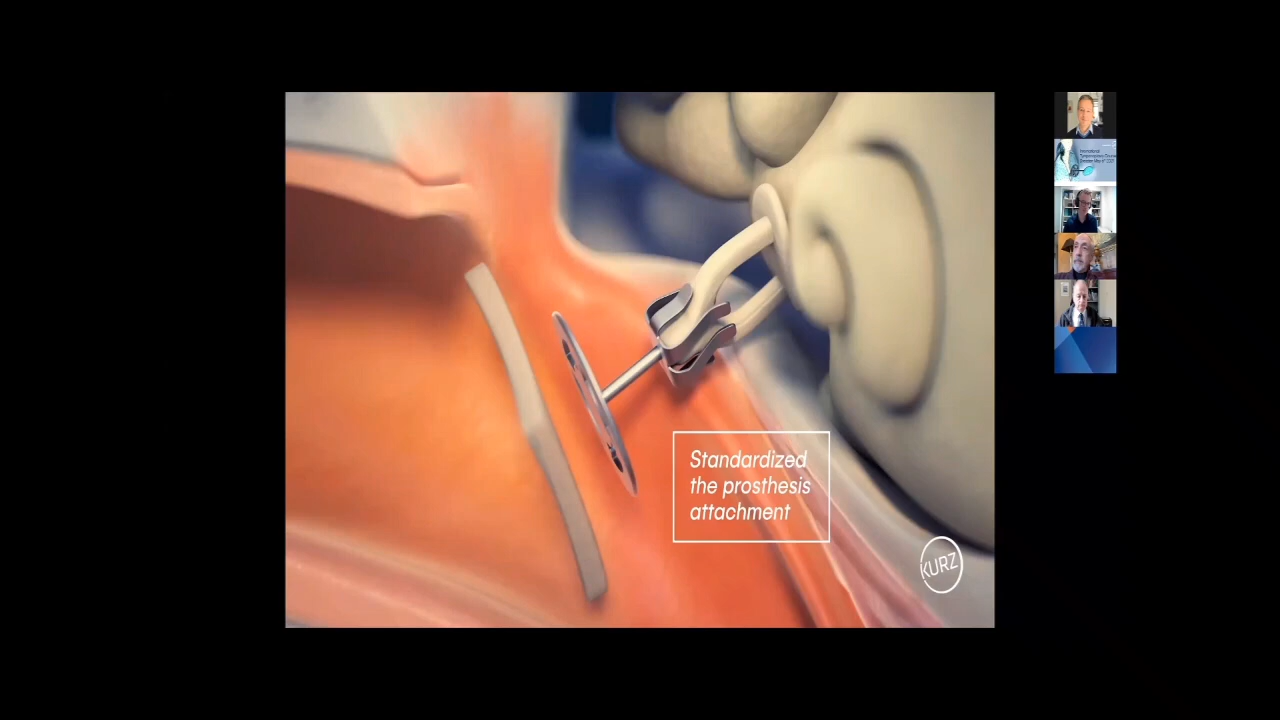 Standardized
the prosthesis
attachment
KURZ